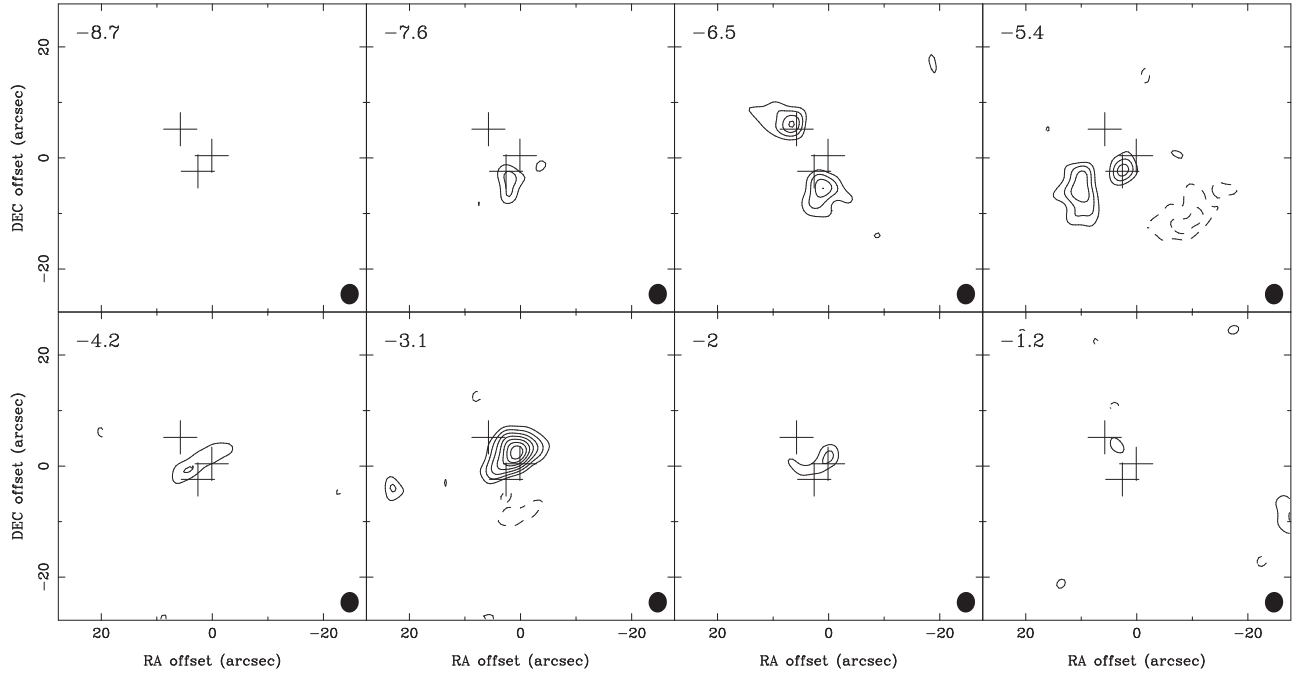 −8.7 −7.6 −6.5 −5.4
20
0
−20
DEC offset (arcsec)
−4.2 −3.1 −2 −1.2
20
0
−20
DEC offset (arcsec)
20 0 −20 20 0 −20 20 0 −20 20 0 −20
RA offset (arcsec) RA offset (arcsec) RA offset (arcsec) RA offset (arcsec)